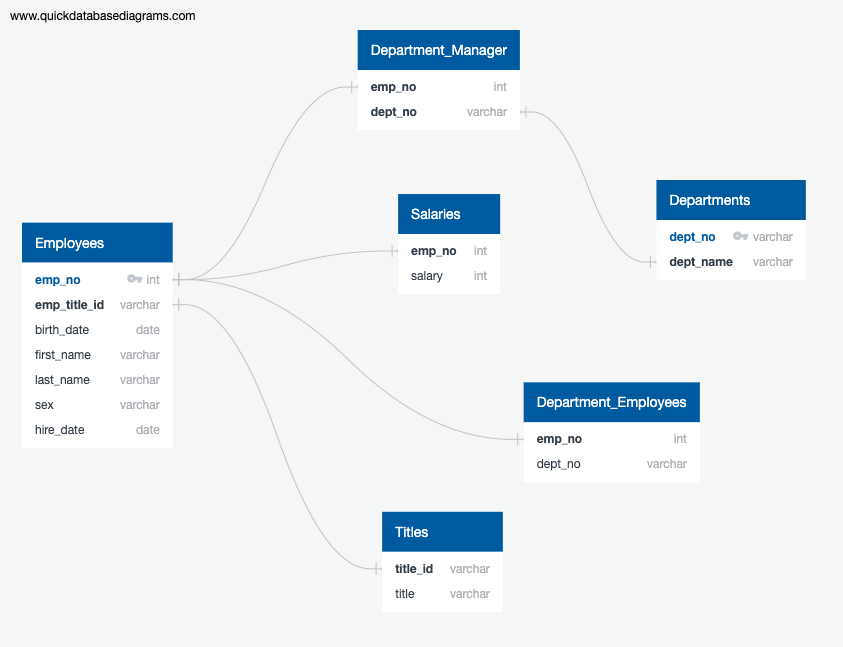 www.quickdatabasediagrams.com
Department_Manager
emp_no int
dept_no varchar
Departments
dept_no varchar
dept_name varchar
Salaries
emp_no int
salary int
Employees
emp_no int
emp_title_id varchar
birth_date date
first_name varchar
last_name varchar
sex varchar
hire_date date
Department_Employees
emp_no int
dept_no varchar
Titles
title_id varchar
title varchar